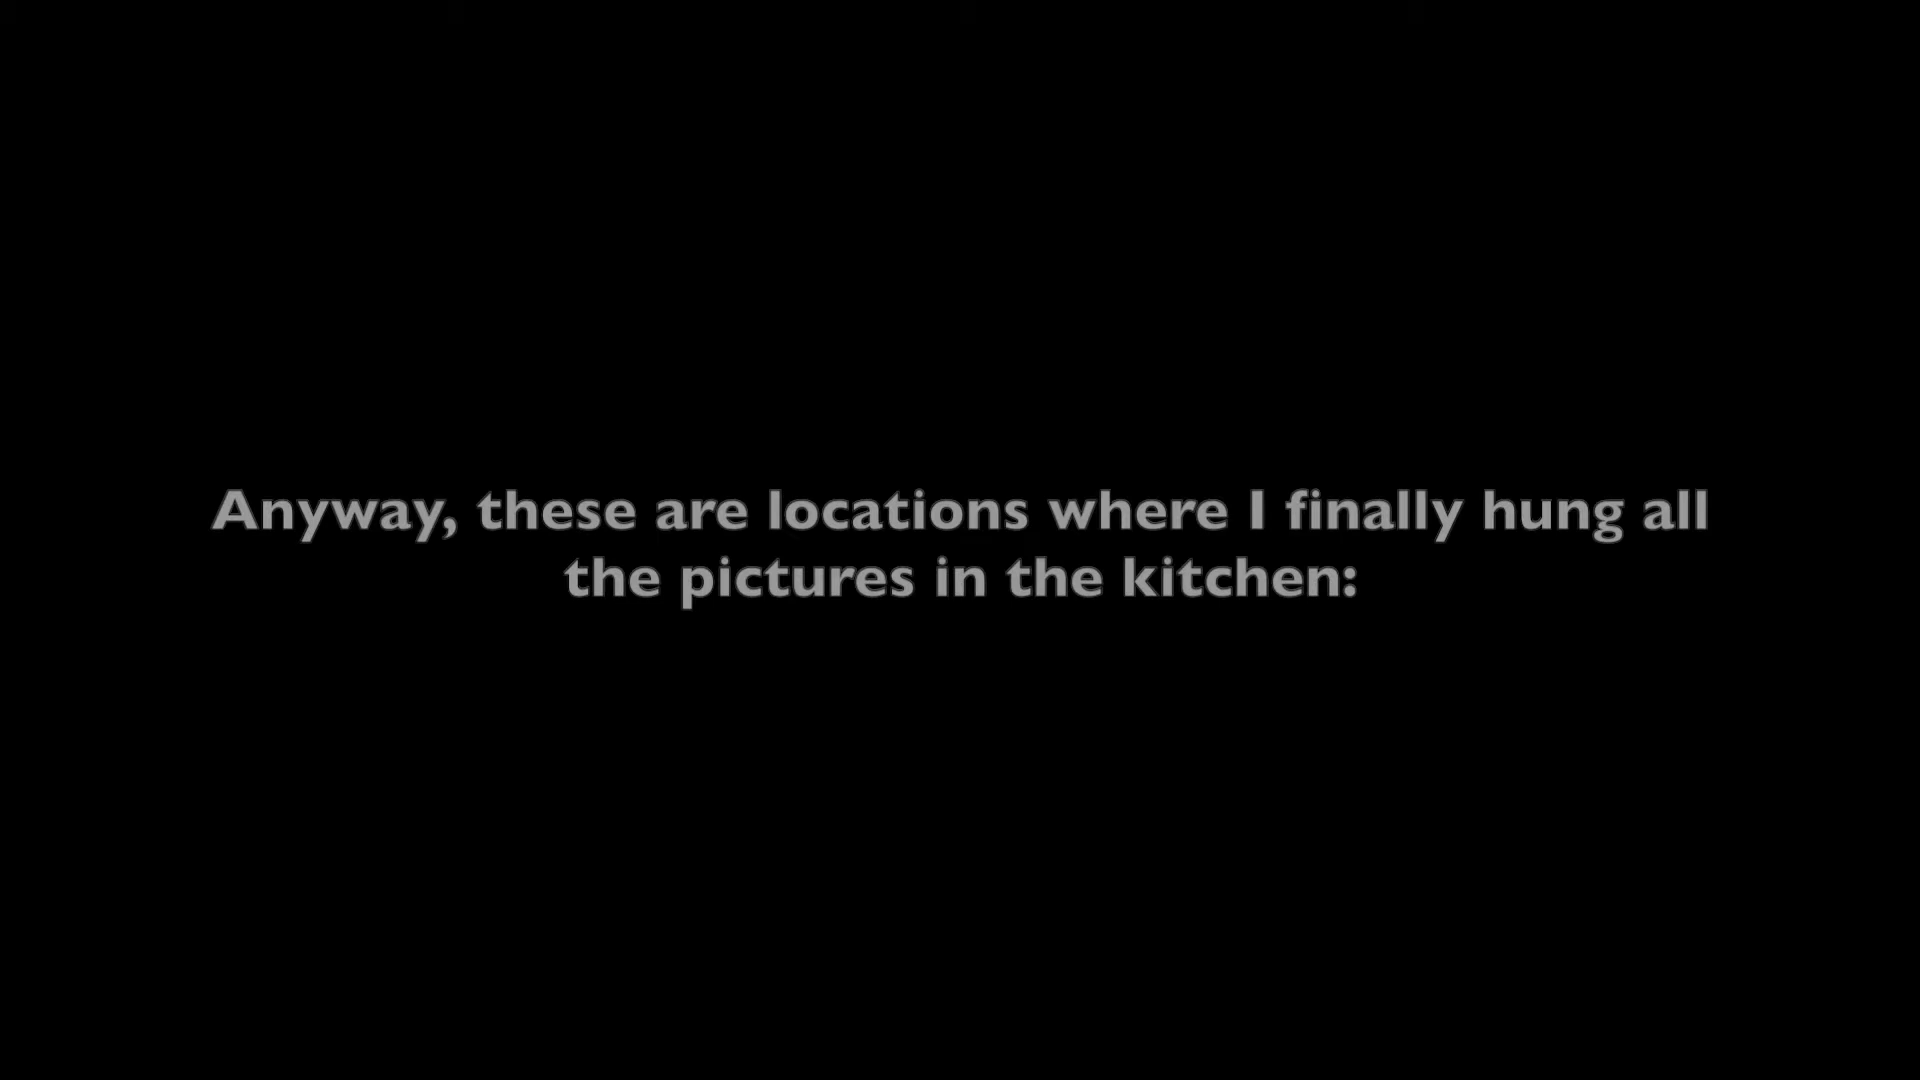 Anyway, these are locations where I finally hung all
the pictures in the kitchen: